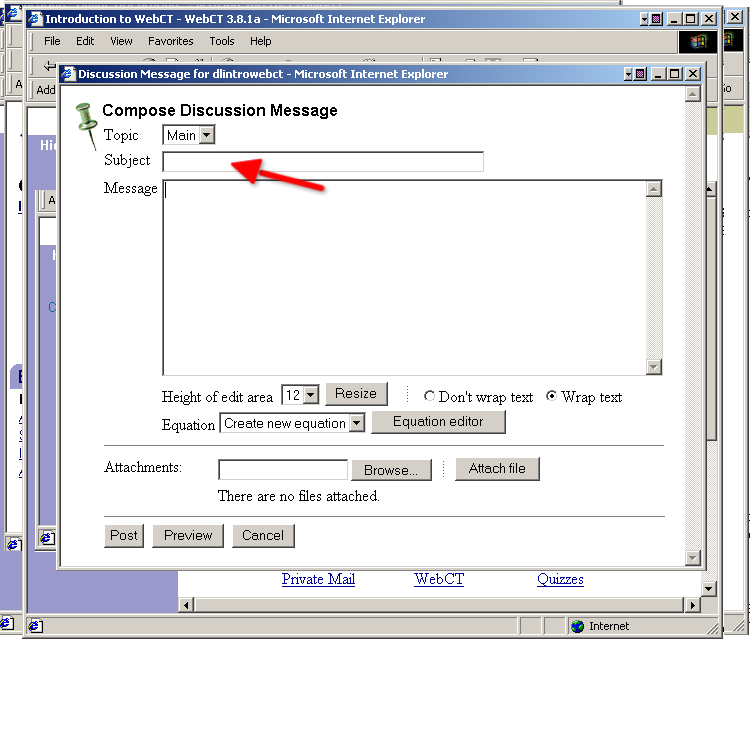 Introduction to WebCT - WebCT 3.8.1a - Microsoft Internet Explorer
File Edit View Favorites Tools Help
Discussion Message for dlintrowebct - Microsoft Internet Explorer
Add
Compose Discussion Message
Topic Main
Subject
Message
Height of edit area 12 Resize Don't wrap text Wrap text
Equation Create new equation Equation editor
Attachments: Browse... Attach file
There are no files attached.
Post Preview Cancel
Private Mail WebCT Quizzes
Internet